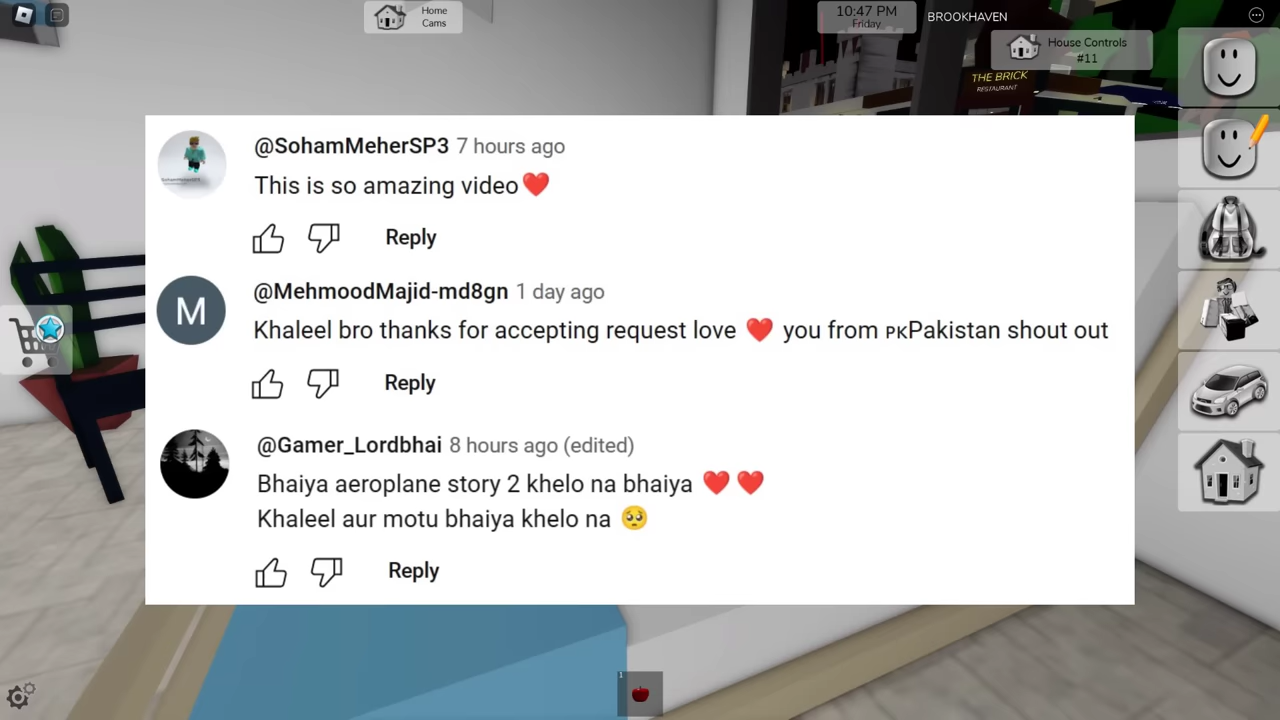 Home
Cams
10:47 PM
Friday
BROOKHAVEN
House Controls
#11
THE BRICK
RESTAURANT
@SohamMeherSP3 7 hours ago
This is so amazing video❤️
Reply
M
@MehmoodMajid-md8gn 1 day ago
Khaleel bro thanks for accepting request love ❤️ you from ᴘᴋPakistan shout out
Reply
@Gamer_Lordbhai 8 hours ago (edited)
Bhaiya aeroplane story 2 khelo na bhaiya ❤️ ❤️
Khaleel aur motu bhaiya khelo na 🥺
Reply
1